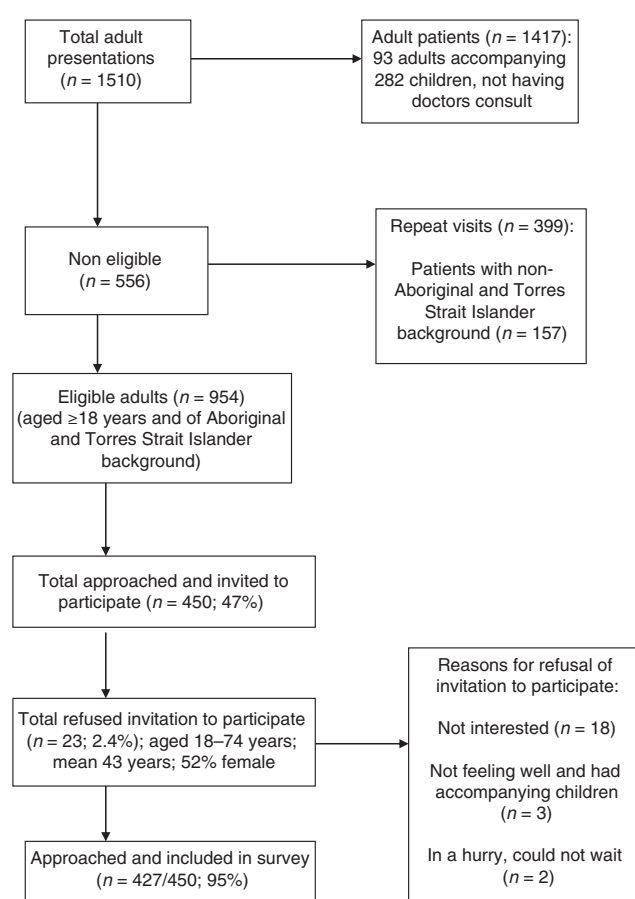 Total adult
presentations
(n = 1510)
Adult patients (n = 1417):
93 adults accompanying
282 children, not having
doctors consult
Non eligible
(n = 556)
Repeat visits (n = 399):
Patients with non-
Aboriginal and Torres
Strait Islander
background (n = 157)
Eligible adults (n = 954)
(aged ≥18 years and of Aboriginal
and Torres Strait Islander
background)
Total approached and invited to
participate (n = 450; 47%)
Total refused invitation to participate
(n = 23; 2.4%); aged 18–74 years;
mean 43 years; 52% female
Reasons for refusal of
invitation to participate:
Not interested (n = 18)
Not feeling well and had
accompanying children
(n = 3)
In a hurry, could not wait
(n = 2)
Approached and included in survey
(n = 427/450; 95%)